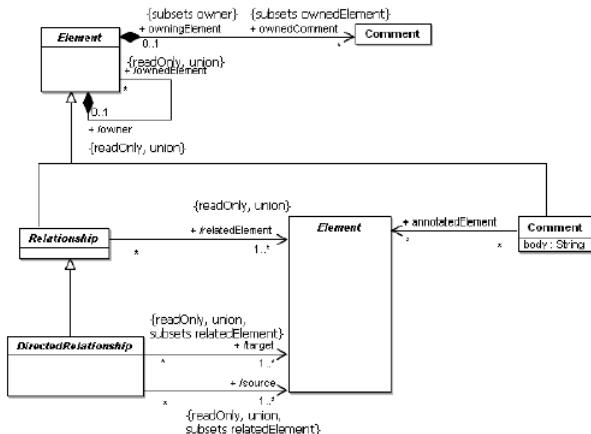 {subsets owner} {subsets ownedElement}
Element + owningElement + ownedComment Comment
0..1 *
{readOnly, union}
+ /ownedElement
*
0..1
+ /owner
{readOnly, union}
{readOnly, union}
Relationship + /relatedElement Element + annotatedElement Comment
* 1..* * * body : String
{readOnly, union,
subsets relatedElement}
DirectedRelationship + /target
* 1..*
+ /source
* 1..*
{readOnly, union,
subsets relatedElement}